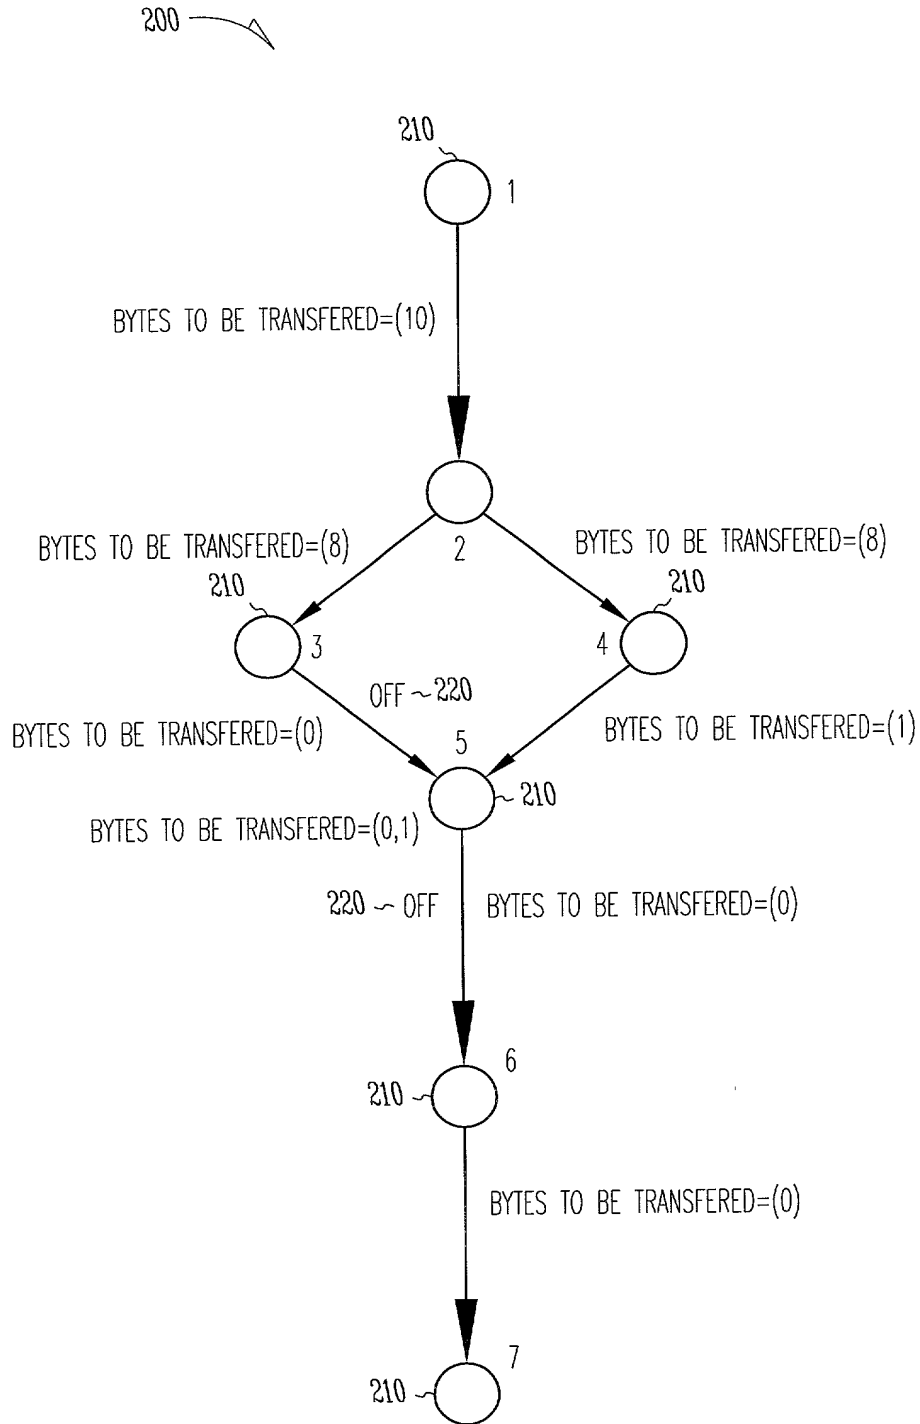 200
210
1
BYTES TO BE TRANSFERED=(10)
BYTES TO BE TRANSFERED=(8)
2
BYTES TO BE TRANSFERED=(8)
210
210
3
4
OFF 220
BYTES TO BE TRANSFERED=(0)
BYTES TO BE TRANSFERED=(1)
5
210
BYTES TO BE TRANSFERED=(0,1)
220 OFF
BYTES TO BE TRANSFERED=(0)
6
210
BYTES TO BE TRANSFERED=(0)
7
210